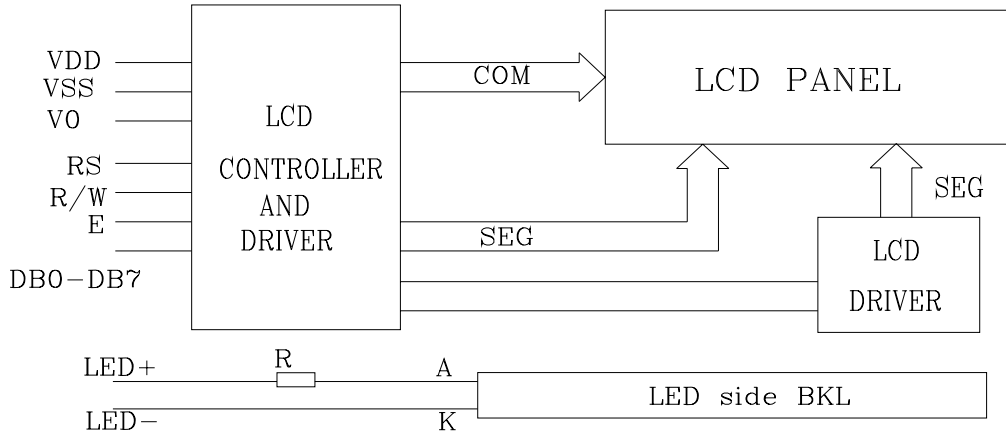 VDD
VSS
V0
RS
R/W
E
DB0-DB7
LCD
CONTROLLER
AND
DRIVER
COM
SEG
LCD PANEL
SEG
LCD
DRIVER
LED+
R
A
LED-
K
LED side BKL